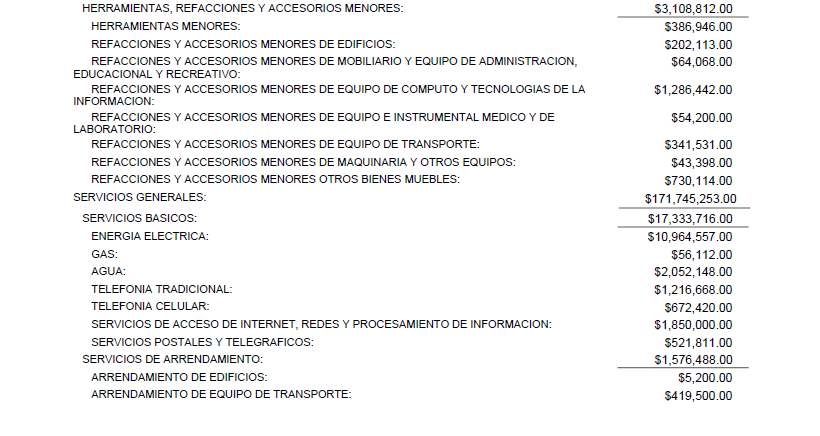 HERRAMIENTAS, REFACCIONES Y ACCESORIOS MENORES: $3,108,812.00
HERRAMIENTAS MENORES: $386,946.00
REFACCIONES Y ACCESORIOS MENORES DE EDIFICIOS: $202,113.00
REFACCIONES Y ACCESORIOS MENORES DE MOBILIARIO Y EQUIPO DE ADMINISTRACION, $64,068.00
EDUCACIONAL Y RECREATIVO:
REFACCIONES Y ACCESORIOS MENORES DE EQUIPO DE COMPUTO Y TECNOLOGIAS DE LA $1,286,442.00
INFORMACION:
REFACCIONES Y ACCESORIOS MENORES DE EQUIPO E INSTRUMENTAL MEDICO Y DE $54,200.00
LABORATORIO:
REFACCIONES Y ACCESORIOS MENORES DE EQUIPO DE TRANSPORTE: $341,531.00
REFACCIONES Y ACCESORIOS MENORES DE MAQUINARIA Y OTROS EQUIPOS: $43,398.00
REFACCIONES Y ACCESORIOS MENORES OTROS BIENES MUEBLES: $730,114.00
SERVICIOS GENERALES: $171,745,253.00
SERVICIOS BASICOS: $17,333,716.00
ENERGIA ELECTRICA: $10,964,557.00
GAS: $56,112.00
AGUA: $2,052,148.00
TELEFONIA TRADICIONAL: $1,216,668.00
TELEFONIA CELULAR: $672,420.00
SERVICIOS DE ACCESO DE INTERNET, REDES Y PROCESAMIENTO DE INFORMACION: $1,850,000.00
SERVICIOS POSTALES Y TELEGRAFICOS: $521,811.00
SERVICIOS DE ARRENDAMIENTO: $1,576,488.00
ARRENDAMIENTO DE EDIFICIOS: $5,200.00
ARRENDAMIENTO DE EQUIPO DE TRANSPORTE: $419,500.00